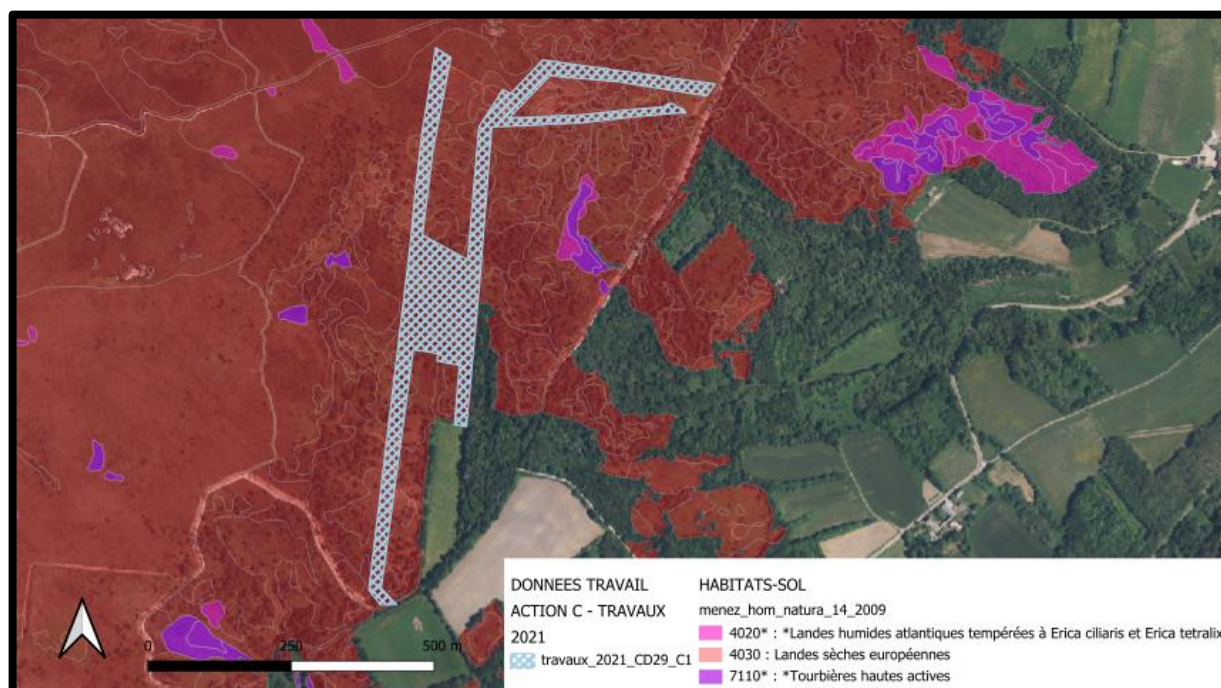 0 250 500 m
DONNEES TRAVAIL
ACTION C - TRAVAUX
2021
travaux_2021_CD29_C1
HABITATS-SOL
menez_hom_natura_14_2009
4020* : *Landes humides atlantiques tempérées à Erica ciliaris et Erica tetralix
4030 : Landes sèches européennes
7110* : *Tourbières hautes actives